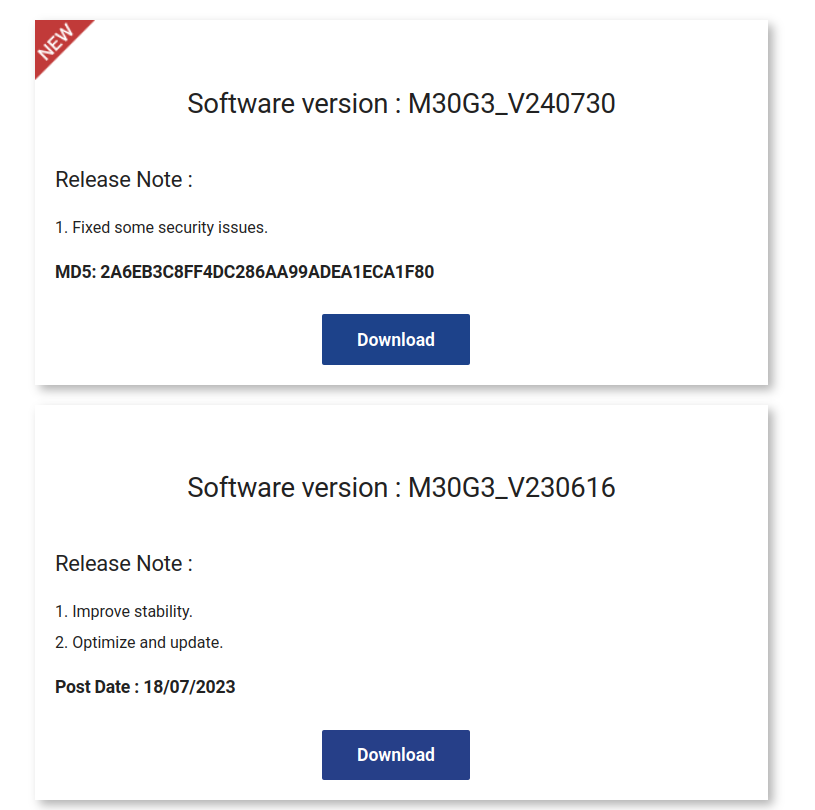 NEW
Software version : M30G3_V240730
Release Note :
1. Fixed some security issues.
MD5: 2A6EB3C8FF4DC286AA99ADEA1ECA1F80
Download
Software version : M30G3_V230616
Release Note :
1. Improve stability.
2. Optimize and update.
Post Date : 18/07/2023
Download